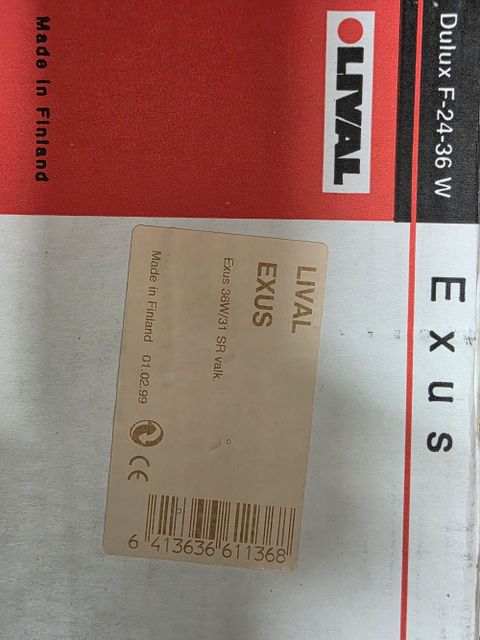 Dulux F-24-36 W
LIVAL
Made in Finland
Exus
LIVAL
EXUS
Exus 36W/31 SR valk.
Made in Finland 01.02.99
6 413636 611368